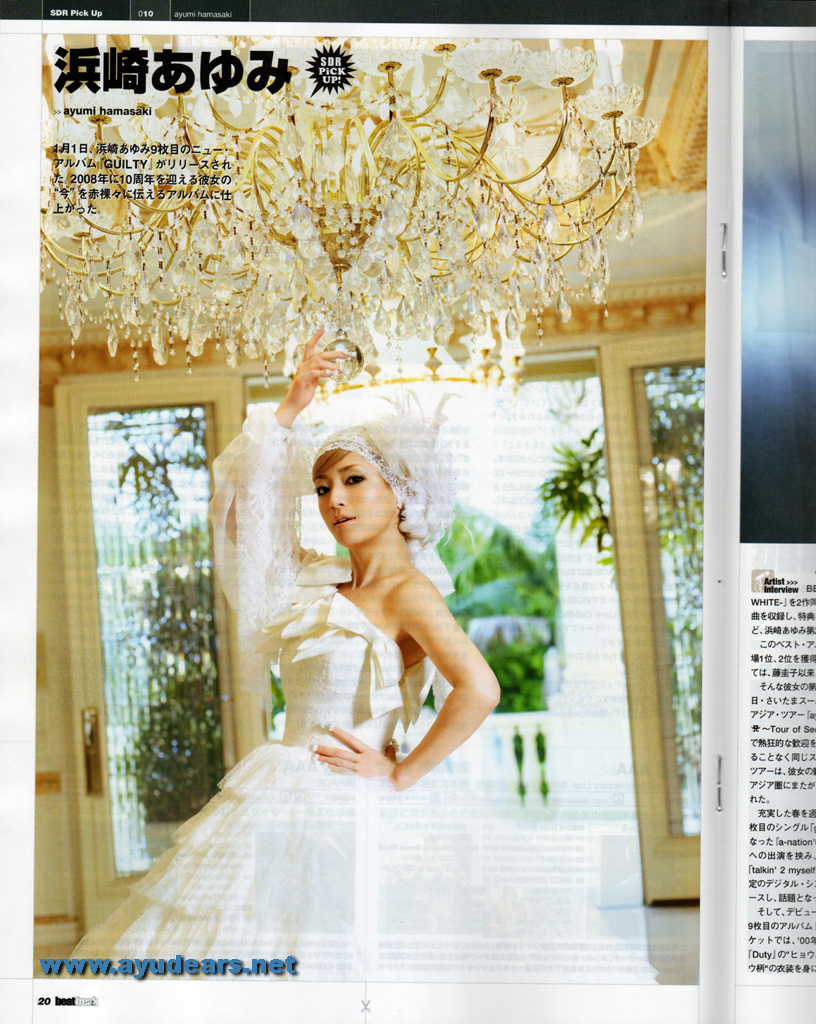 SDR Pick Up
010
ayumi hamasaki
浜崎あゆみ
SDR
PICK
UP!
>> ayumi hamasaki
1月1日、浜崎あゆみ9枚目のニュー・
アルバム『GUILTY』がリリースされ
た。2008年に10周年を迎える彼女の
“今”を赤裸々に伝えるアルバムに仕
上がった。
www.ayudears.net
20 beatfreak
Artist >>>
Interview
BE
WHITE-』を2作同
曲を収録し、特典
ど、浜崎あゆみ第
このベスト・ア
場1位、2位を獲得
ては、藤圭子以来
そんな彼女の第
日・さいたまスー
アジア・ツアー『a
〜Tour of Sec
で熱狂的な歓迎を
ることなく同じス
ツアーは、彼女の
アジア圏にまたが
れた。
充実した春を過
枚目のシングル『g
なった『a-nation'
への出演を挟み、
『talkin' 2 myself
定のデジタル・シン
ースし、話題とな
そして、デビュー
9枚目のアルバム
ケットでは、'00年
『Duty』の“ヒョウ
ウ柄”の衣装を身に